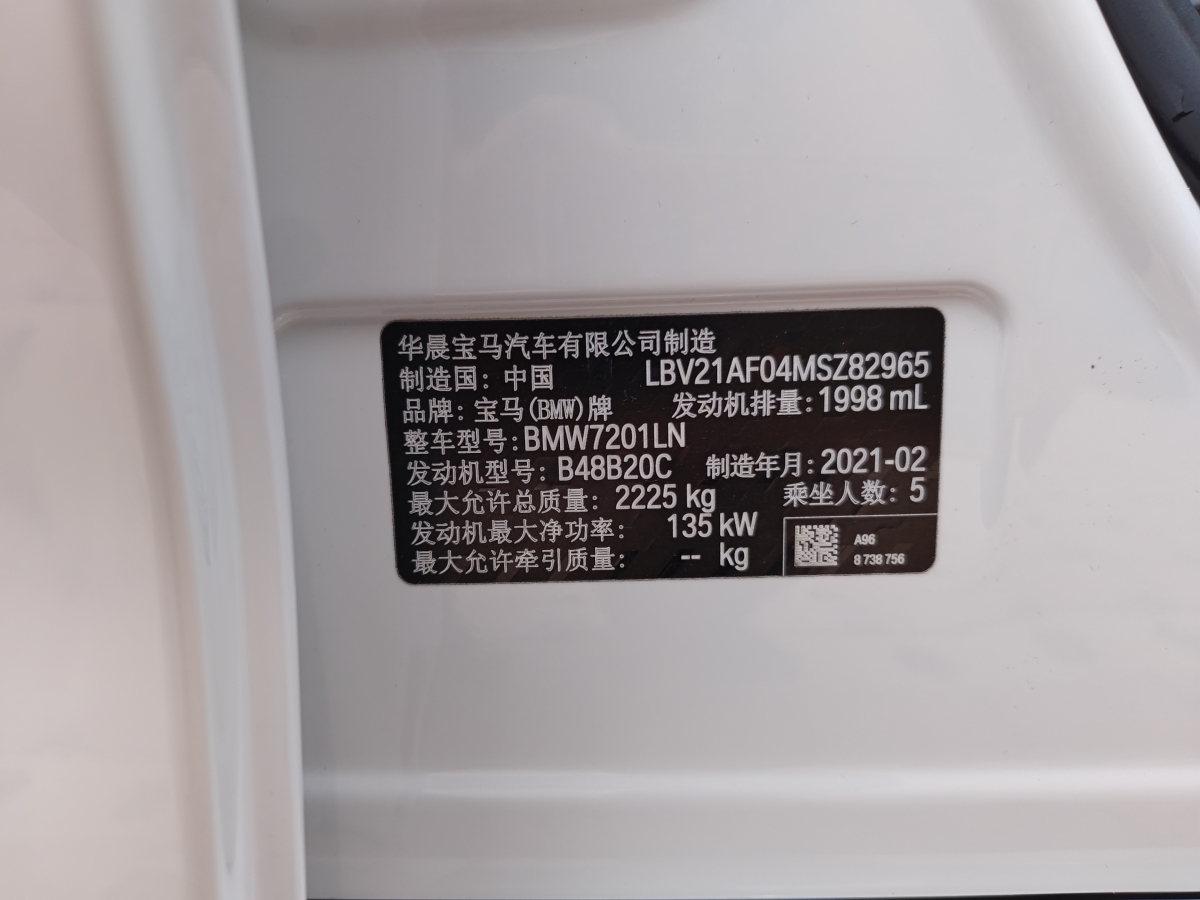 华晨宝马汽车有限公司制造
制造国：中国 LBV21AF04MSZ82965
品牌：宝马(BMW)牌 发动机排量：1998 mL
整车型号：BMW7201LN
发动机型号：B48B20C 制造年月：2021-02
最大允许总质量：2225 kg 乘坐人数：5
发动机最大净功率： 135 kW
最大允许牵引质量： -- kg
A96
8 738 756